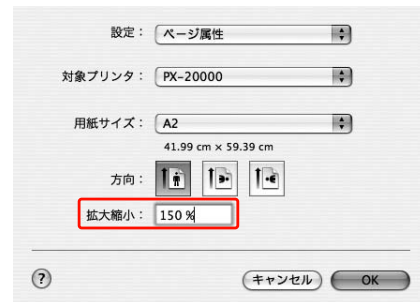 設定： ページ属性
対象プリンタ： PX-20000
用紙サイズ： A2
41.99 cm × 59.39 cm
方向：
拡大縮小： 150 %
? キャンセル OK